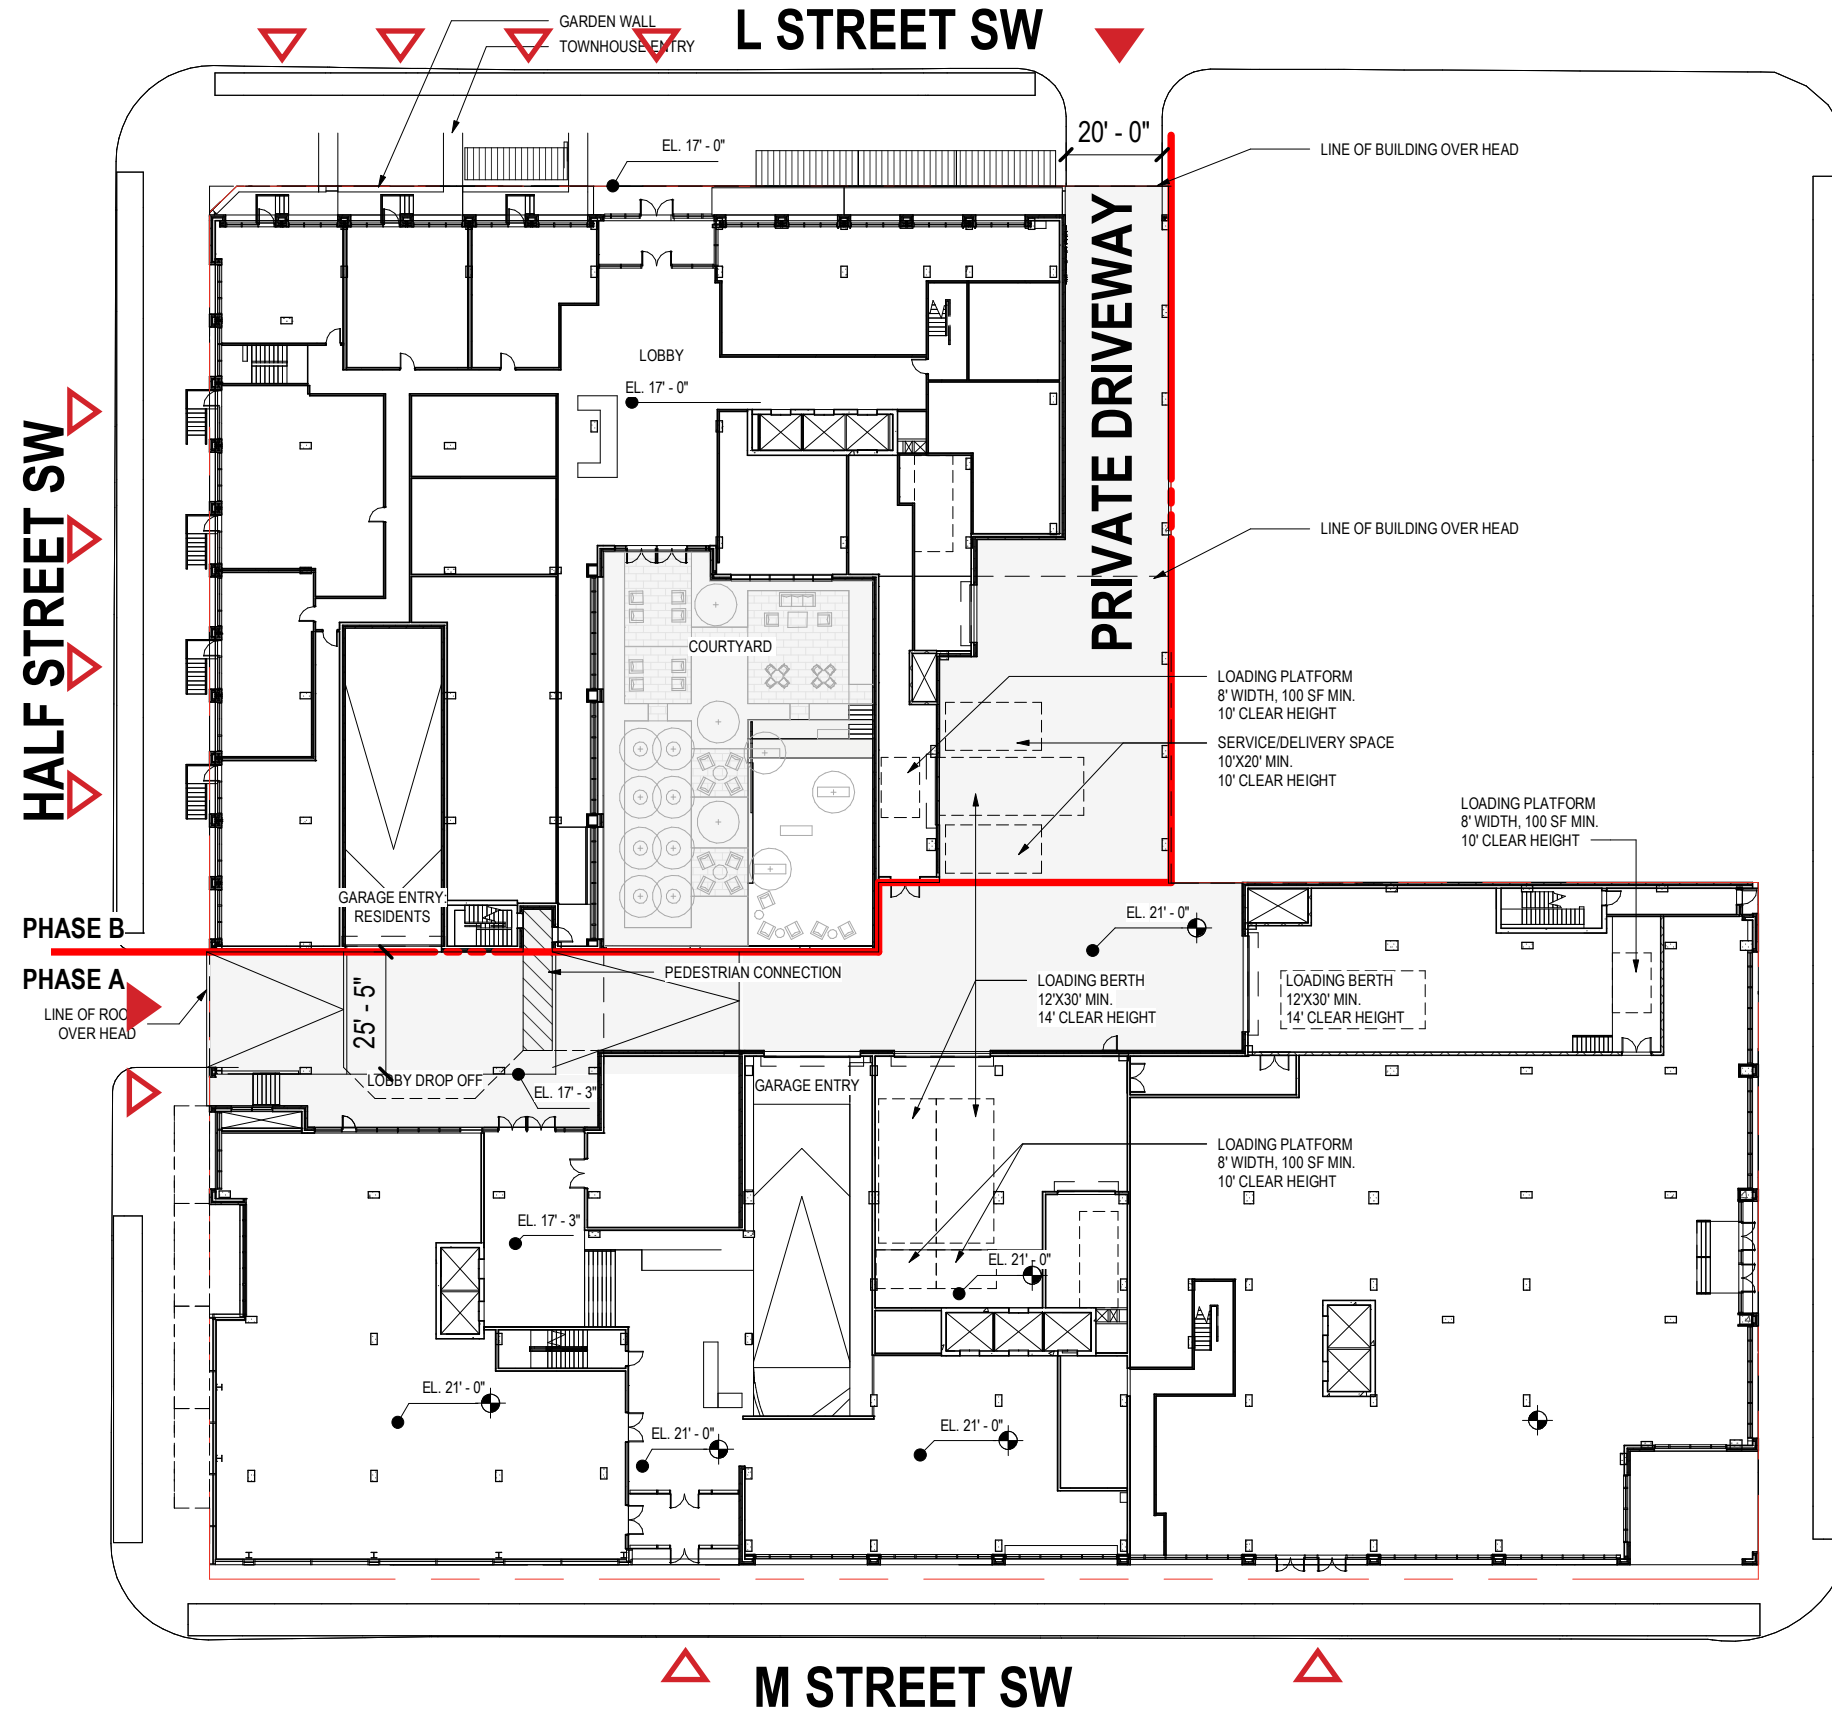 GARDEN WALL
TOWNHOUSE ENTRY
L STREET SW
EL. 17' - 0"
20' - 0"
LINE OF BUILDING OVER HEAD
PRIVATE DRIVEWAY
LOBBY
EL. 17' - 0"
HALF STREET SW
LINE OF BUILDING OVER HEAD
COURTYARD
LOADING PLATFORM
8' WIDTH, 100 SF MIN.
10' CLEAR HEIGHT
SERVICE/DELIVERY SPACE
10'X20' MIN.
10' CLEAR HEIGHT
LOADING PLATFORM
8' WIDTH, 100 SF MIN.
10' CLEAR HEIGHT
GARAGE ENTRY:
RESIDENTS
PHASE B
PHASE A
EL. 21' - 0"
PEDESTRIAN CONNECTION
LOADING BERTH
12'X30' MIN.
14' CLEAR HEIGHT
LOADING BERTH
12'X30' MIN.
14' CLEAR HEIGHT
LINE OF ROO
OVER HEAD
25' - 5"
LOBBY DROP OFF
EL. 17' - 3"
GARAGE ENTRY
LOADING PLATFORM
8' WIDTH, 100 SF MIN.
10' CLEAR HEIGHT
EL. 17' - 3"
EL. 21' - 0"
EL. 21' - 0"
EL. 21' - 0"
EL. 21' - 0"
M STREET SW